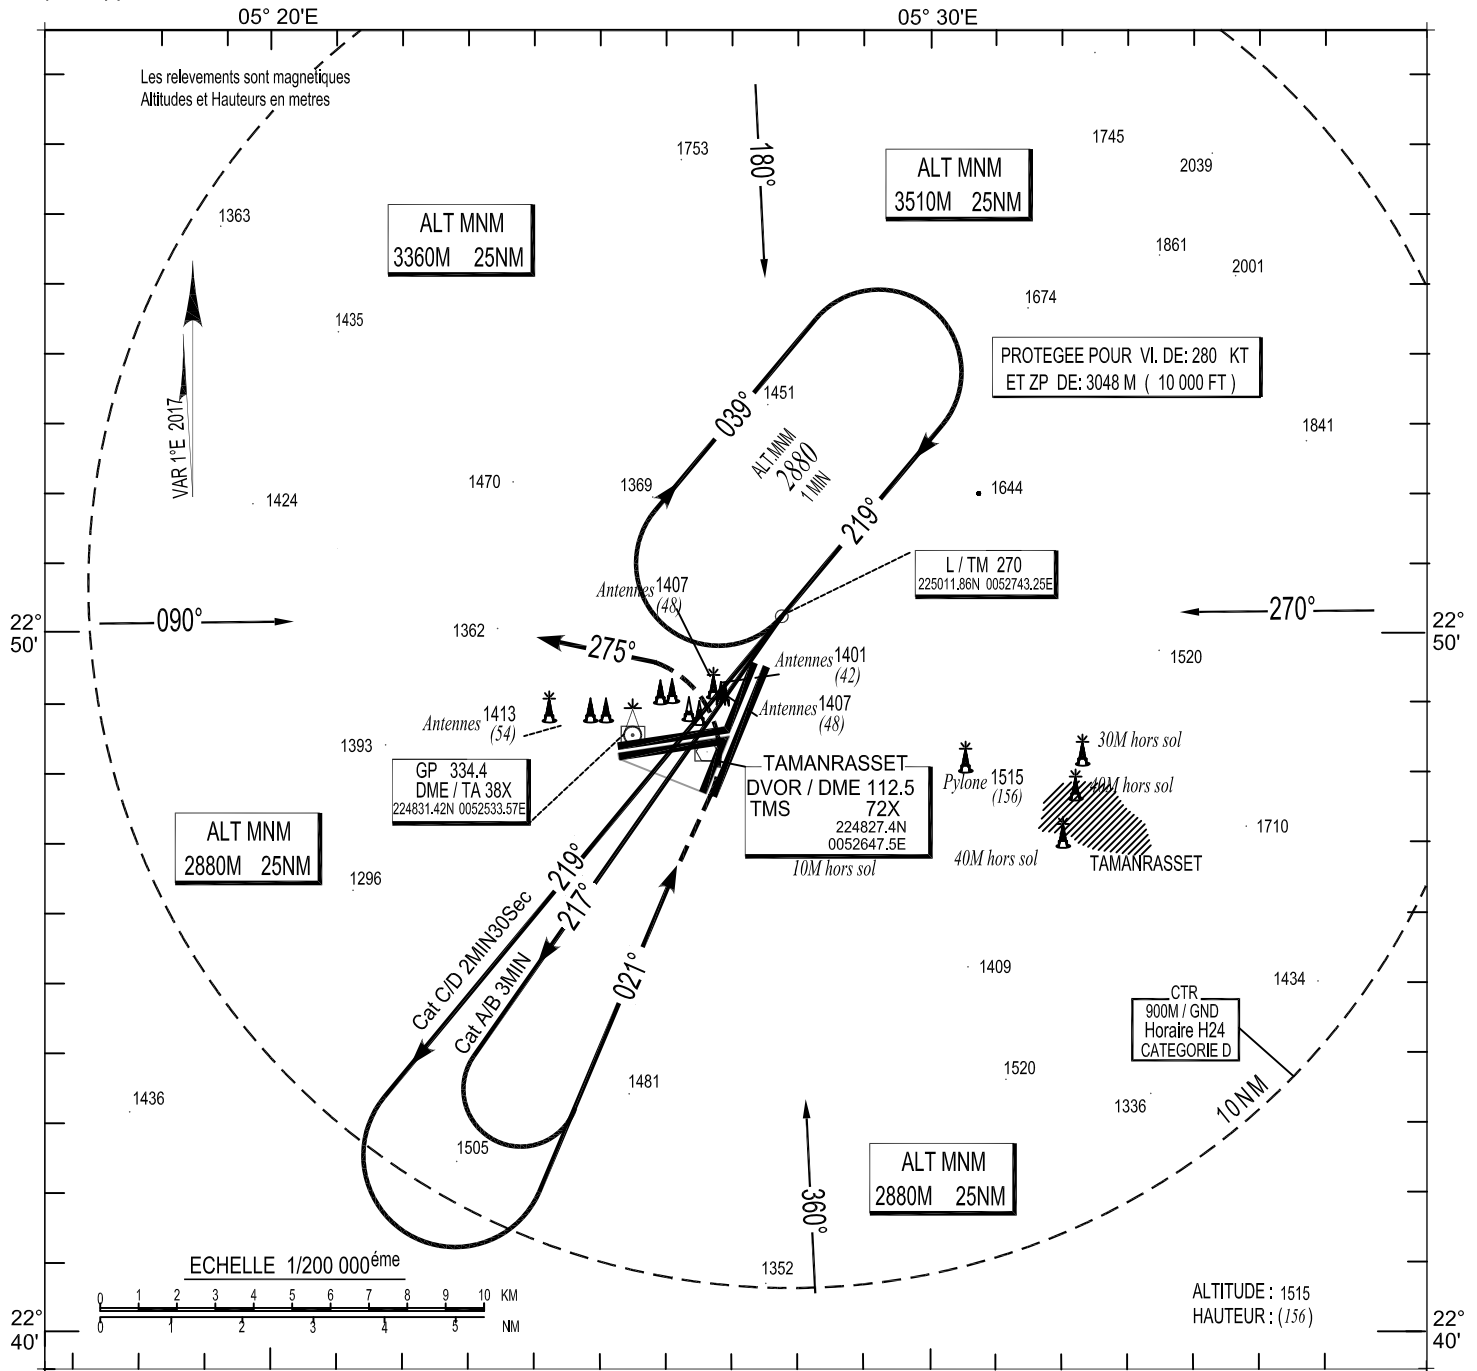 05° 20'E
05° 30'E
Les relevements sont magnetiques
Altitudes et Hauteurs en metres
1753
180°
1745
2039
ALT MNM
3510M 25NM
1363
ALT MNM
3360M 25NM
1861
2001
1674
1435
PROTEGEE POUR VI. DE: 280 KT
ET ZP DE: 3048 M ( 10 000 FT )
VAR 1°E 2017
1451
039°
1841
ALT.MNM
2880
1 MIN
1470
1369
1424
1644
219°
L / TM 270
225011.86N 0052743.25E
Antennes 1407
(48)
090°
270°
22°
50'
22°
50'
1362
275°
Antennes 1401
(42)
1520
Antennes 1407
(48)
Antennes 1413
(54)
1393
30M hors sol
Pylone 1515
(156)
40M hors sol
GP 334.4
DME / TA 38X
224831.42N 0052533.57E
TAMANRASSET
DVOR / DME 112.5
TMS 72X
224827.4N
0052647.5E
10M hors sol
1710
ALT MNM
2880M 25NM
40M hors sol
TAMANRASSET
1296
219°
217°
Cat C/D 2MIN30Sec
Cat A/B 3MIN
021°
1409
1434
CTR
900M / GND
Horaire H24
CATEGORIE D
1520
1481
1436
1336
10NM
1505
ALT MNM
2880M 25NM
360°
1352
ECHELLE 1/200 000éme
0 1 2 3 4 5 6 7 8 9 10 KM
0 1 2 3 4 5 NM
ALTITUDE : 1515
HAUTEUR : (156)
22°
40'
22°
40'